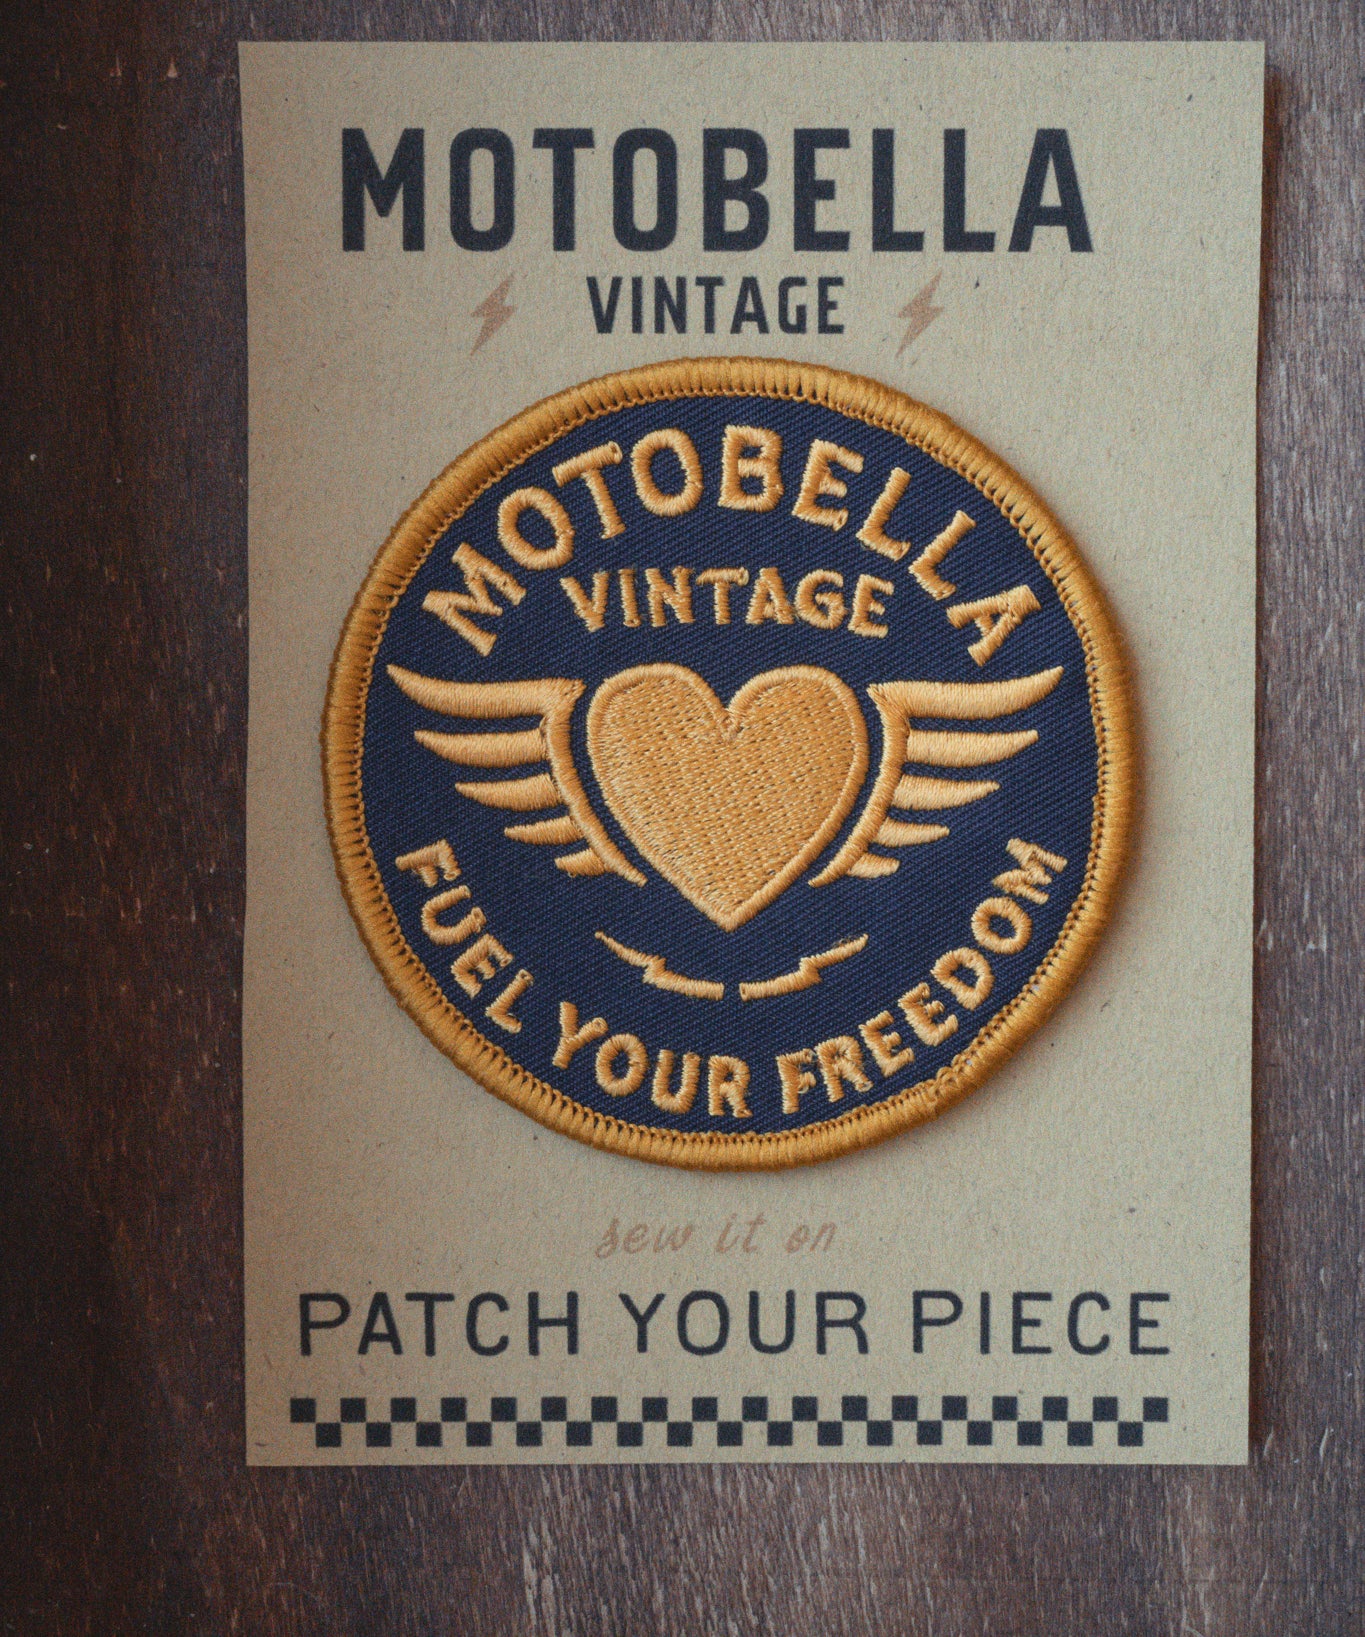 MOTOBELLA
VINTAGE
MOTOBELLA
VINTAGE
FUEL YOUR FREEDOM
sew it on
PATCH YOUR PIECE